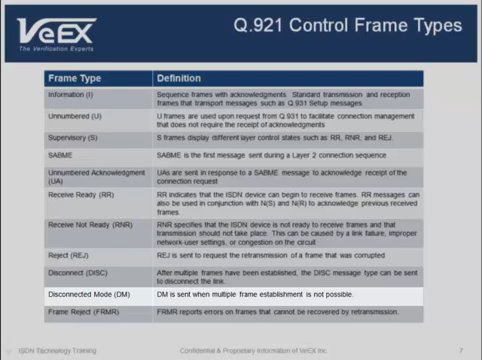 VeEX
The Verification Experts
Q.921 Control Frame Types
Frame Type Definition
Information (I) Sequence frames with acknowledgments. Standard transmission and reception
frames that transport messages such as Q.931 Setup messages.
Unnumbered (U) U frames are used upon request from Q.931 to facilitate connection management
that does not require the receipt of acknowledgments
Supervisory (S) S frames display different layer control states such as RR, RNR, and REJ.
SABME SABME is the first message sent during a Layer 2 connection sequence
Unnumbered Acknowledgment UAs are sent in response to a SABME message to acknowledge receipt of the
(UA) connection request
Receive Ready (RR) RR indicates that the ISDN device can begin to receive frames. RR messages can
also be used in conjunction with N(S) and N(R) to acknowledge previous received
frames.
Receive Not Ready (RNR) RNR specifies that the ISDN device is not ready to receive frames and that
transmission should not take place. This can be caused by a link failure, improper
network-user settings, or congestion on the circuit
Reject (REJ) REJ is sent to request the retransmission of a frame that was corrupted
Disconnect (DISC) After multiple frames have been established, the DISC message type can be sent
to disconnect the link.
Disconnected Mode (DM) DM is sent when multiple frame establishment is not possible.
Frame Reject (FRMR) FRMR reports errors on frames that cannot be recovered by retransmission.
ISDN Technology Training Confidential & Proprietary Information of VeEX Inc. 7